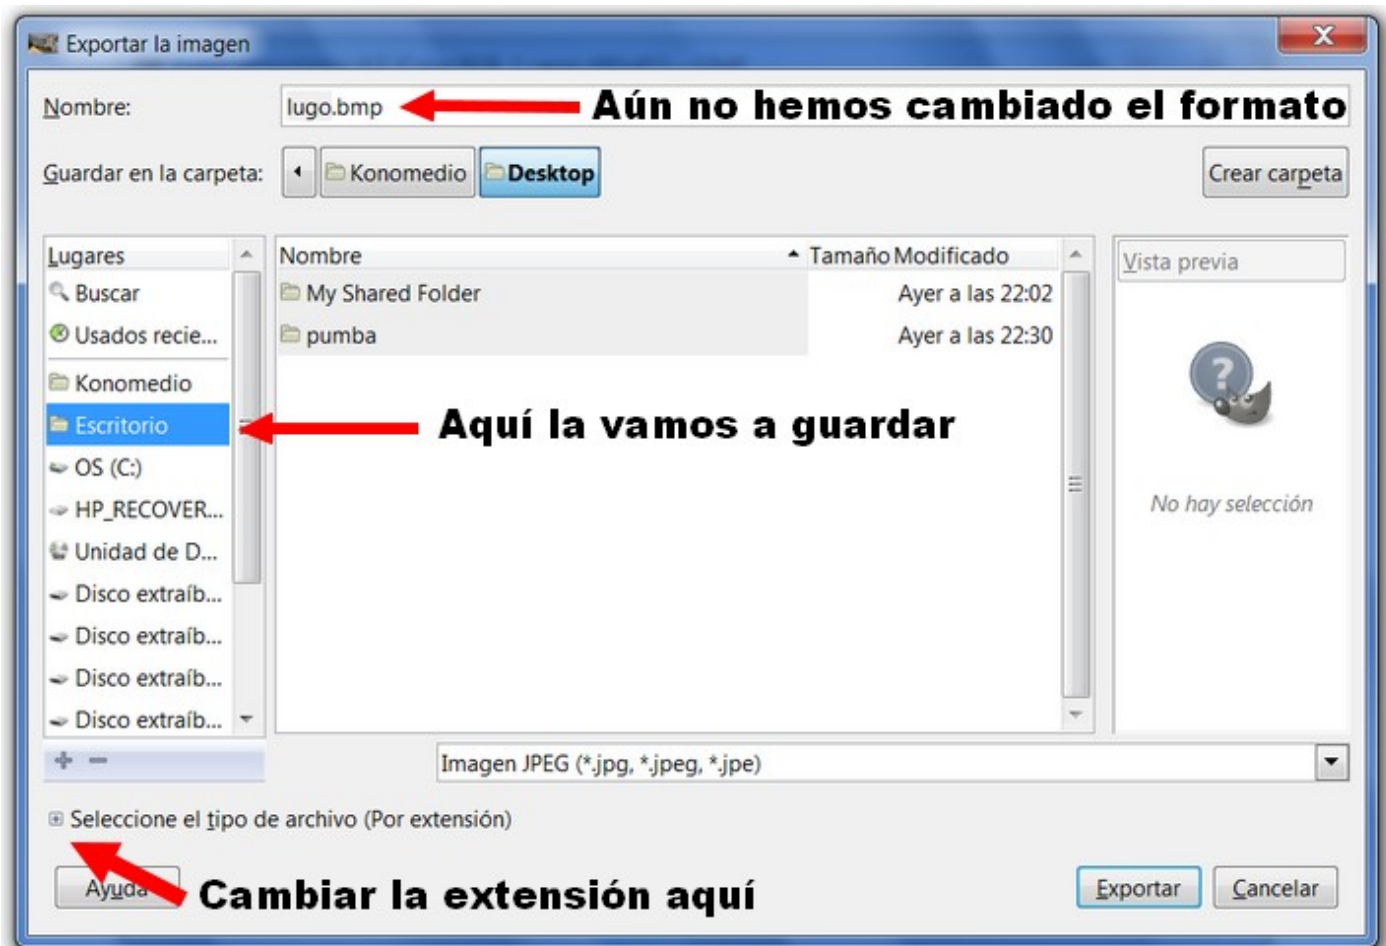 Exportar la imagen
Nombre: lugo.bmp Aún no hemos cambiado el formato
Guardar en la carpeta: Konomedio Desktop Crear carpeta
Lugares Nombre Tamaño Modificado Vista previa
Buscar My Shared Folder Ayer a las 22:02
Usados recie... pumba Ayer a las 22:30
Konomedio
Escritorio Aquí la vamos a guardar
OS (C:)
HP_RECOVER... No hay selección
Unidad de D...
Disco extraíb...
Disco extraíb...
Disco extraíb...
Disco extraíb...
Imagen JPEG (*.jpg, *.jpeg, *.jpe)
Seleccione el tipo de archivo (Por extensión)
Ayuda Cambiar la extensión aquí Exportar Cancelar